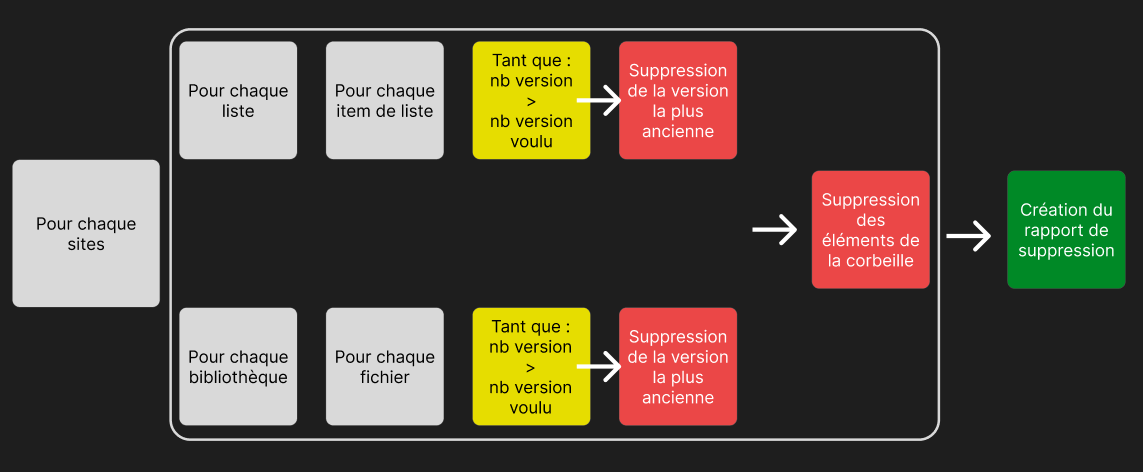 Pour chaque
sites
Pour chaque
liste
Pour chaque
item de liste
Tant que :
nb version
>
nb version
voulu
Suppression
de la version
la plus
ancienne
Pour chaque
bibliothèque
Pour chaque
fichier
Tant que :
nb version
>
nb version
voulu
Suppression
de la version
la plus
ancienne
Suppression
des
éléments de
la corbeille
Création du
rapport de
suppression